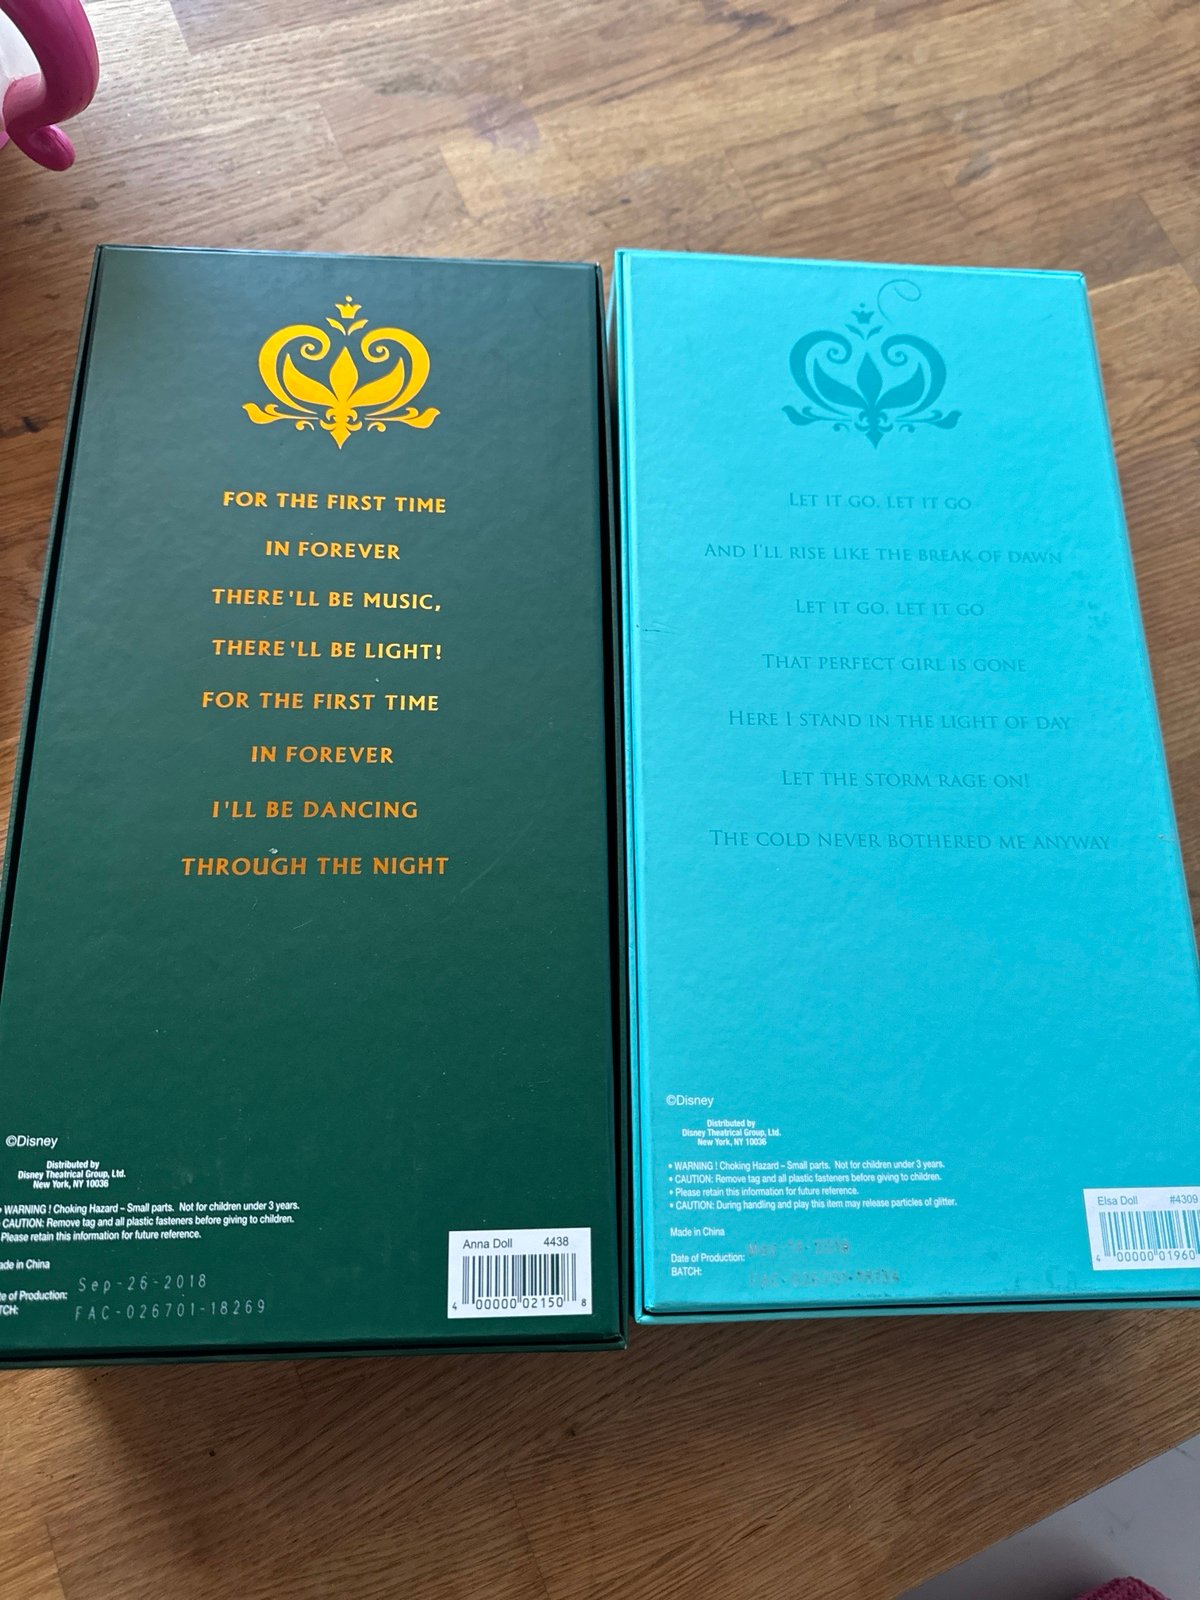 FOR THE FIRST TIME
IN FOREVER
THERE'LL BE MUSIC,
THERE'LL BE LIGHT!
FOR THE FIRST TIME
IN FOREVER
I'LL BE DANCING
THROUGH THE NIGHT
©Disney
Distributed by
Disney Theatrical Group, Ltd.
New York, NY 10036
WARNING ! Choking Hazard – Small parts. Not for children under 3 years.
CAUTION: Remove tag and all plastic fasteners before giving to children.
Please retain this information for future reference.
ade in China
te of Production: Sep-26-2018
TCH: FAC-026701-18269
Anna Doll 4438
4 00000 02150 8
LET IT GO, LET IT GO
AND I'LL RISE LIKE THE BREAK OF DAWN
LET IT GO, LET IT GO
THAT PERFECT GIRL IS GONE
HERE I STAND IN THE LIGHT OF DAY
LET THE STORM RAGE ON!
THE COLD NEVER BOTHERED ME ANYWAY
©Disney
Distributed by
Disney Theatrical Group, Ltd.
New York, NY 10036
• WARNING ! Choking Hazard – Small parts. Not for children under 3 years.
• CAUTION: Remove tag and all plastic fasteners before giving to children.
• Please retain this information for future reference.
• CAUTION: During handling and play this item may release particles of glitter.
Made in China
Date of Production:
BATCH:
Elsa Doll #4309
4 00000 01960